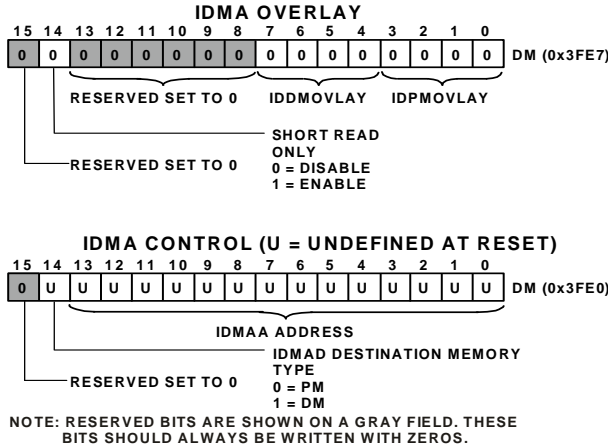 IDMA OVERLAY
15 14 13 12 11 10 9 8 7 6 5 4 3 2 1 0
0 0 0 0 0 0 0 0 0 0 0 0 0 0 0 0 DM (0x3FE7)
RESERVED SET TO 0 IDDMOVLAY IDPMOVLAY
SHORT READ
ONLY
0 = DISABLE
1 = ENABLE
RESERVED SET TO 0
IDMA CONTROL (U = UNDEFINED AT RESET)
15 14 13 12 11 10 9 8 7 6 5 4 3 2 1 0
0 U U U U U U U U U U U U U U U DM (0x3FE0)
IDMAA ADDRESS
IDMAD DESTINATION MEMORY
TYPE
0 = PM
1 = DM
RESERVED SET TO 0
NOTE: RESERVED BITS ARE SHOWN ON A GRAY FIELD. THESE
BITS SHOULD ALWAYS BE WRITTEN WITH ZEROS.